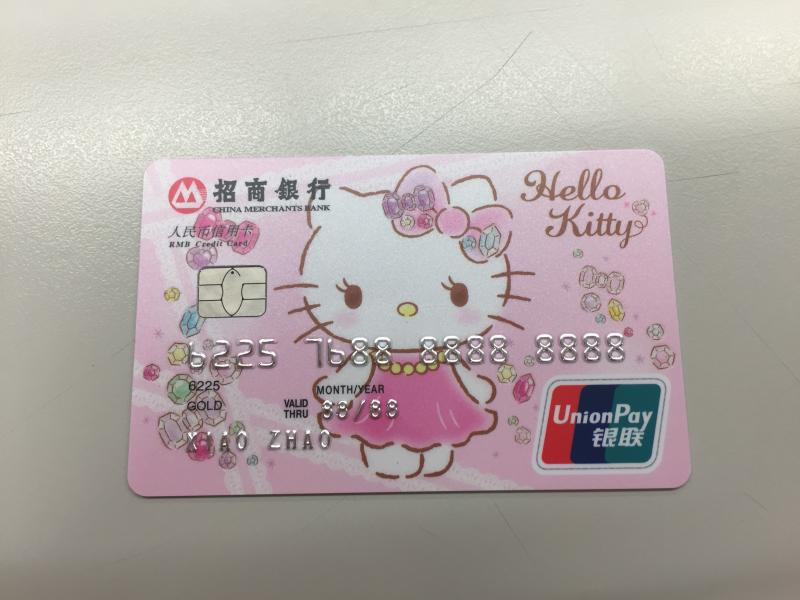 招商银行
CHINA MERCHANTS BANK
人民币信用卡
RMB Credit Card
Hello
Kitty
6225 7688 8888 8888
6225
MONTH/YEAR
GOLD
VALID
THRU 88/88
XIAO ZHAO
UnionPay
银联